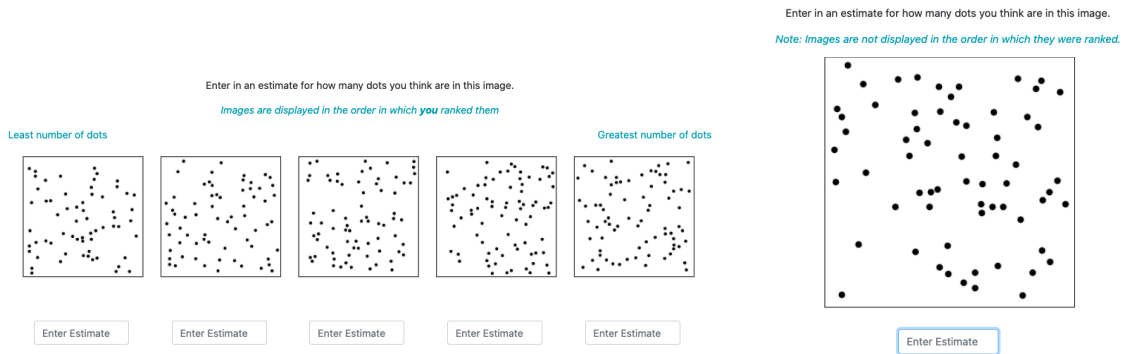 Enter in an estimate for how many dots you think are in this image.
Images are displayed in the order in which you ranked them
Least number of dots
Greatest number of dots
Enter Estimate
Enter Estimate
Enter Estimate
Enter Estimate
Enter Estimate
Enter in an estimate for how many dots you think are in this image.
Note: Images are not displayed in the order in which they were ranked.
Enter Estimate